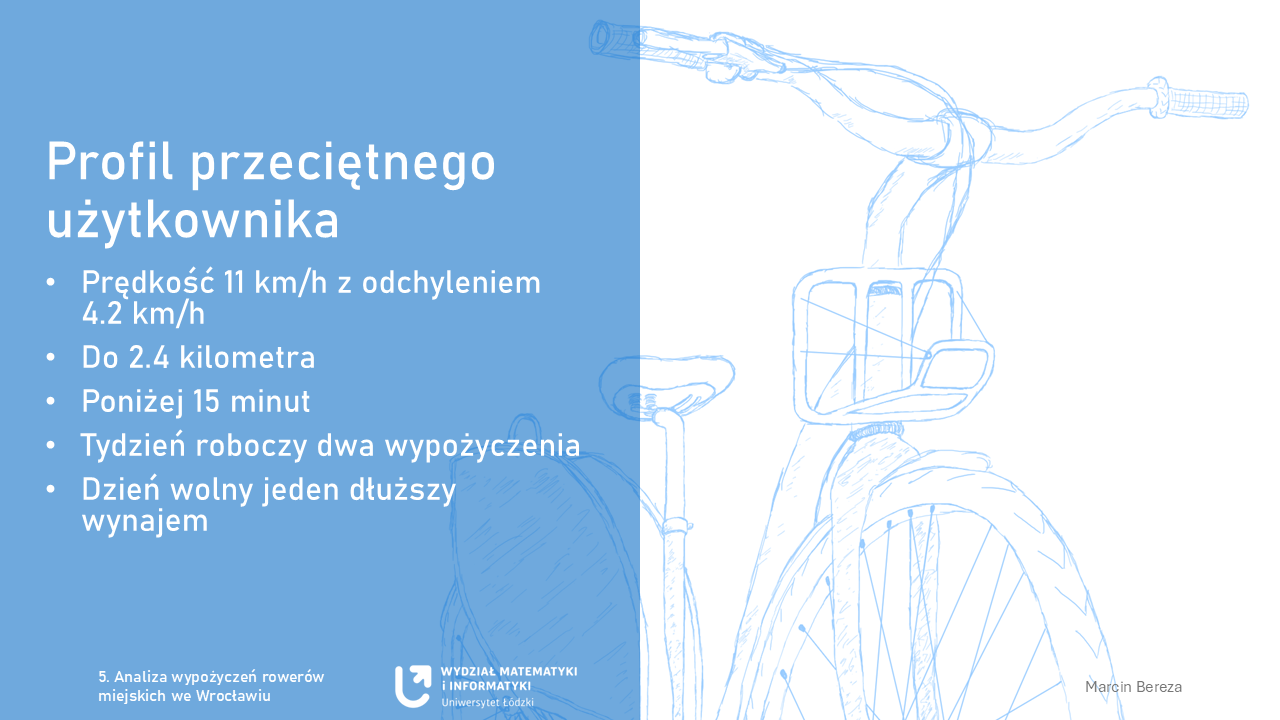 Profil przeciętnego
użytkownika
• Prędkość 11 km/h z odchyleniem
4.2 km/h
• Do 2.4 kilometra
• Poniżej 15 minut
• Tydzień roboczy dwa wypożyczenia
• Dzień wolny jeden dłuższy
wynajem
5. Analiza wypożyczeń rowerów
miejskich we Wrocławiu
WYDZIAŁ MATEMATYKI
i INFORMATYKI
Uniwersytet Łódzki
Marcin Bereza